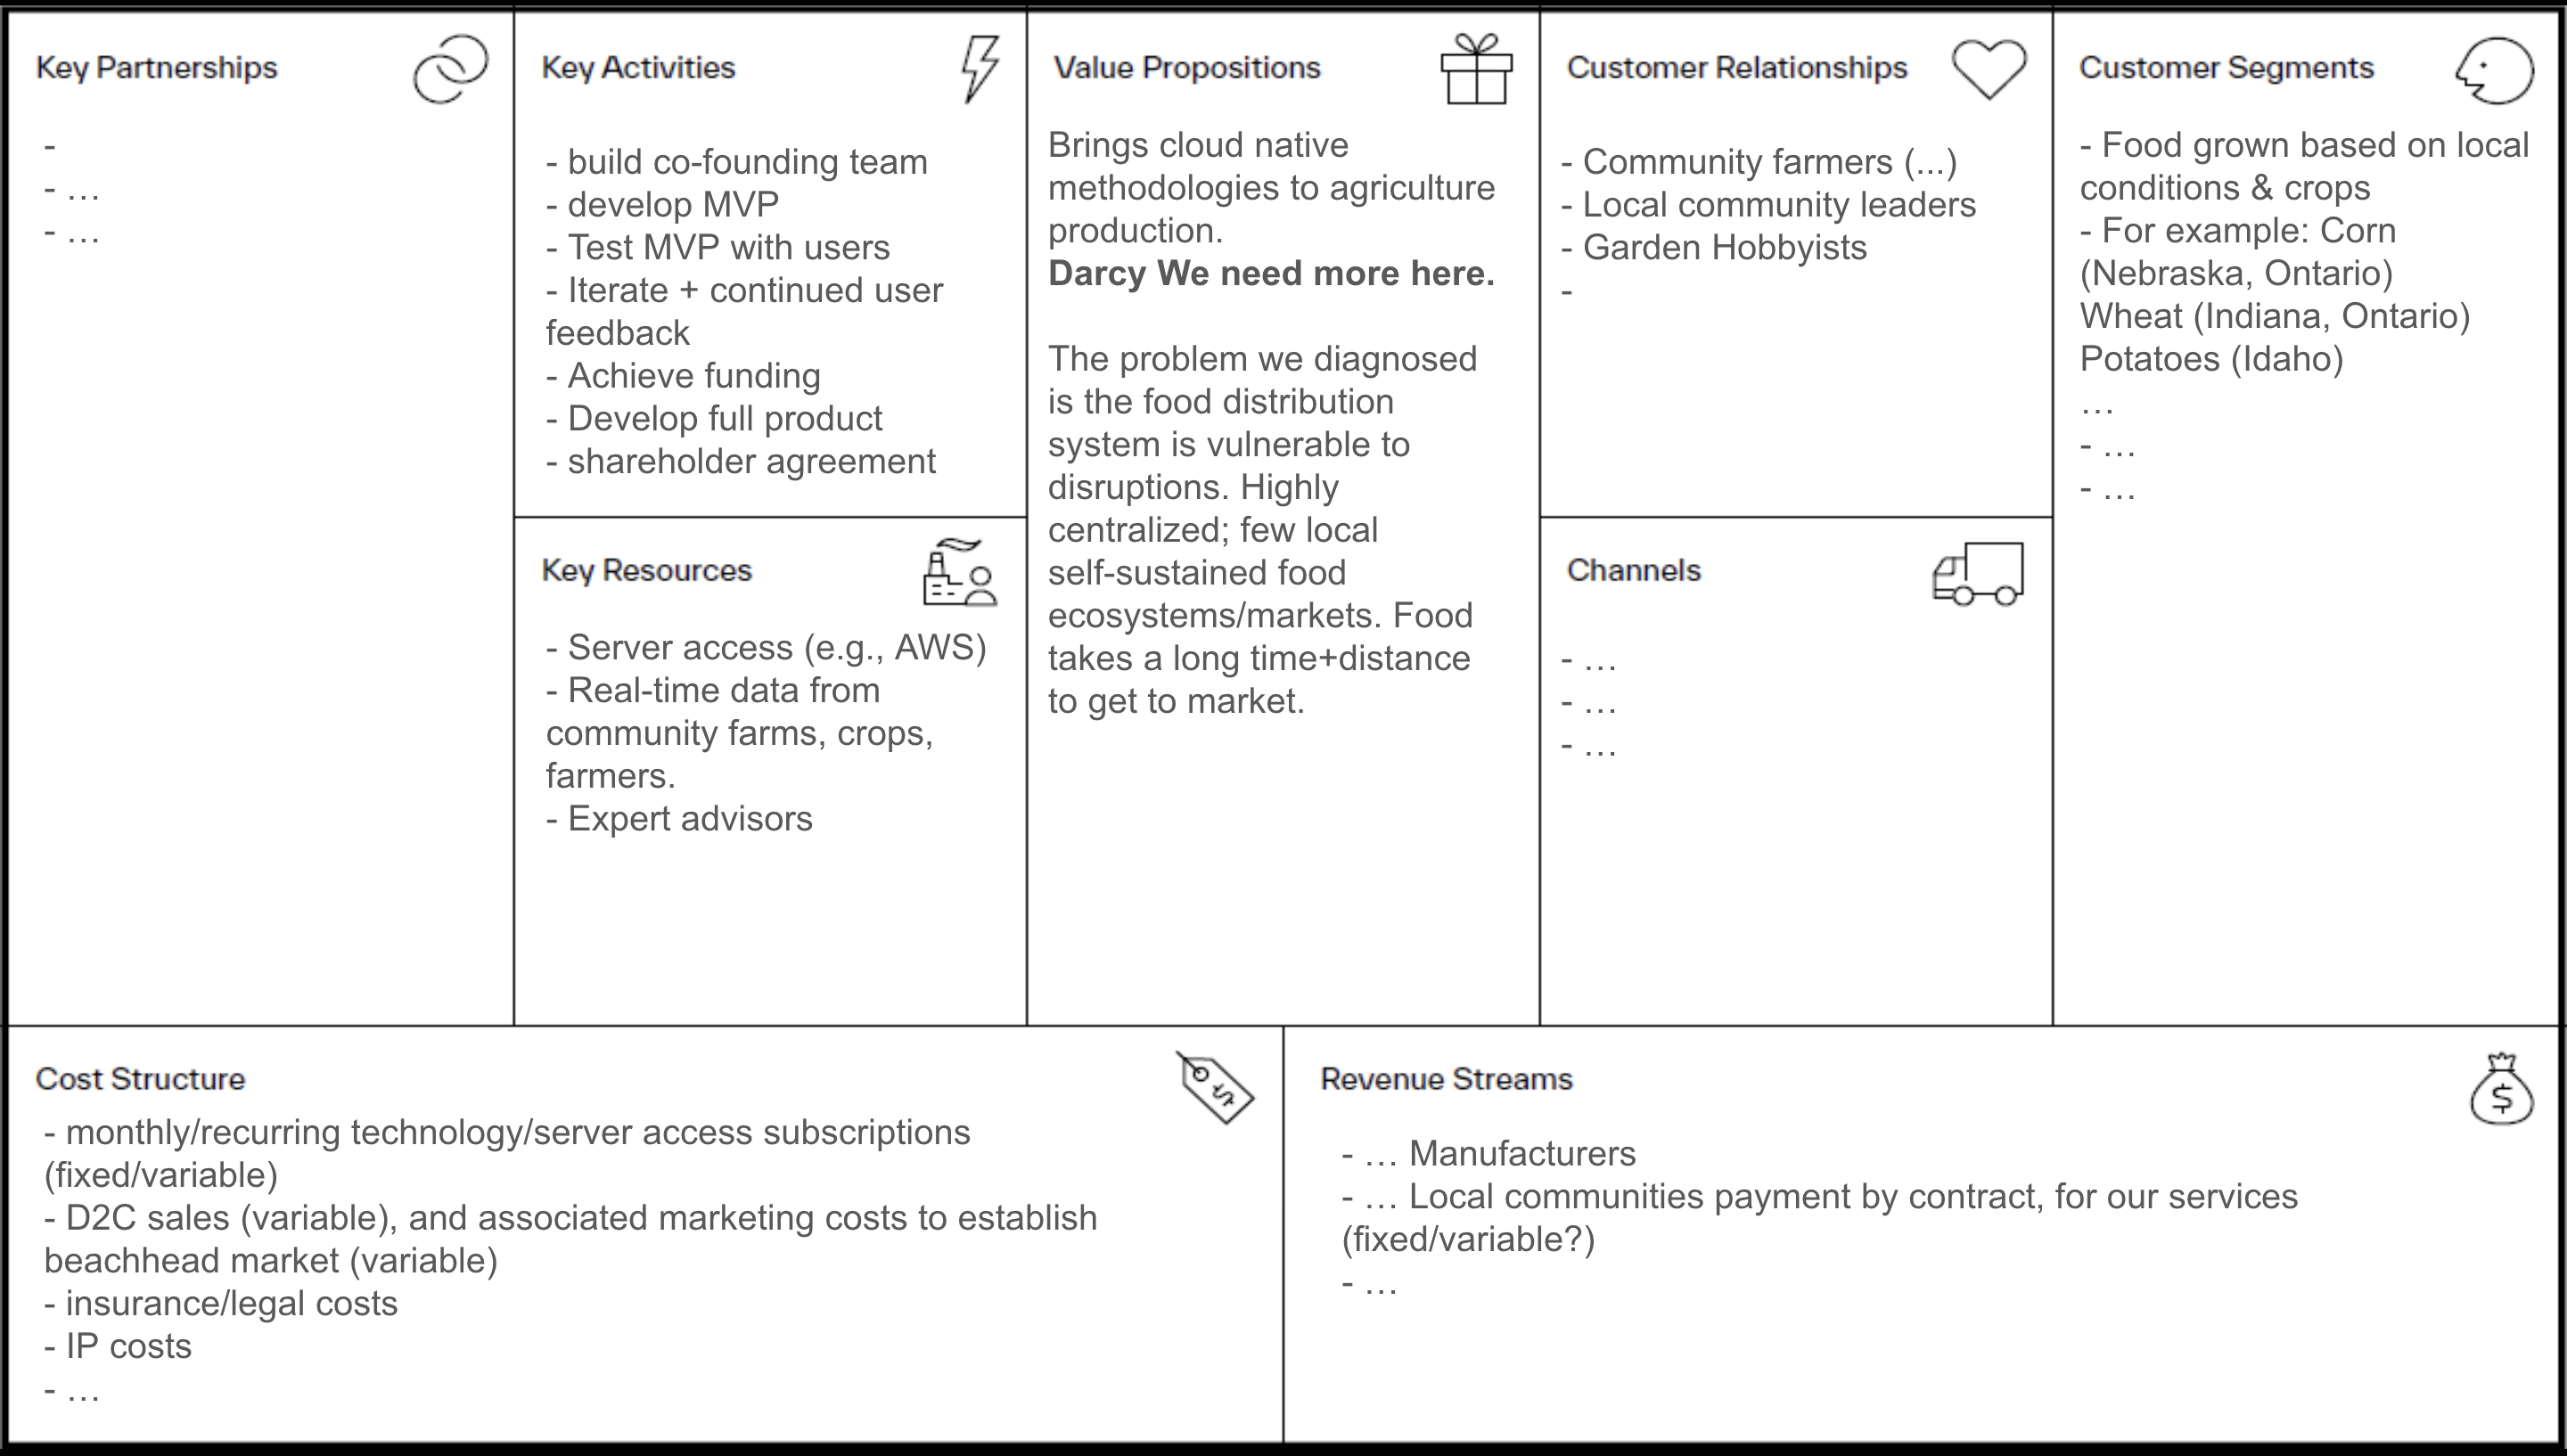 Key Partnerships
-
- …
- …
Key Activities
- build co-founding team
- develop MVP
- Test MVP with users
- Iterate + continued user
feedback
- Achieve funding
- Develop full product
- shareholder agreement
Key Resources
- Server access (e.g., AWS)
- Real-time data from
community farms, crops,
farmers.
- Expert advisors
Value Propositions
Brings cloud native
methodologies to agriculture
production.
Darcy We need more here.
The problem we diagnosed
is the food distribution
system is vulnerable to
disruptions. Highly
centralized; few local
self-sustained food
ecosystems/markets. Food
takes a long time+distance
to get to market.
Customer Relationships
- Community farmers (...)
- Local community leaders
- Garden Hobbyists
-
Channels
- …
- …
- …
Customer Segments
- Food grown based on local
conditions & crops
- For example: Corn
(Nebraska, Ontario)
Wheat (Indiana, Ontario)
Potatoes (Idaho)
…
- …
- …
Cost Structure
$
- monthly/recurring technology/server access subscriptions
(fixed/variable)
- D2C sales (variable), and associated marketing costs to establish
beachhead market (variable)
- insurance/legal costs
- IP costs
- …
Revenue Streams
$
- … Manufacturers
- … Local communities payment by contract, for our services
(fixed/variable?)
- …